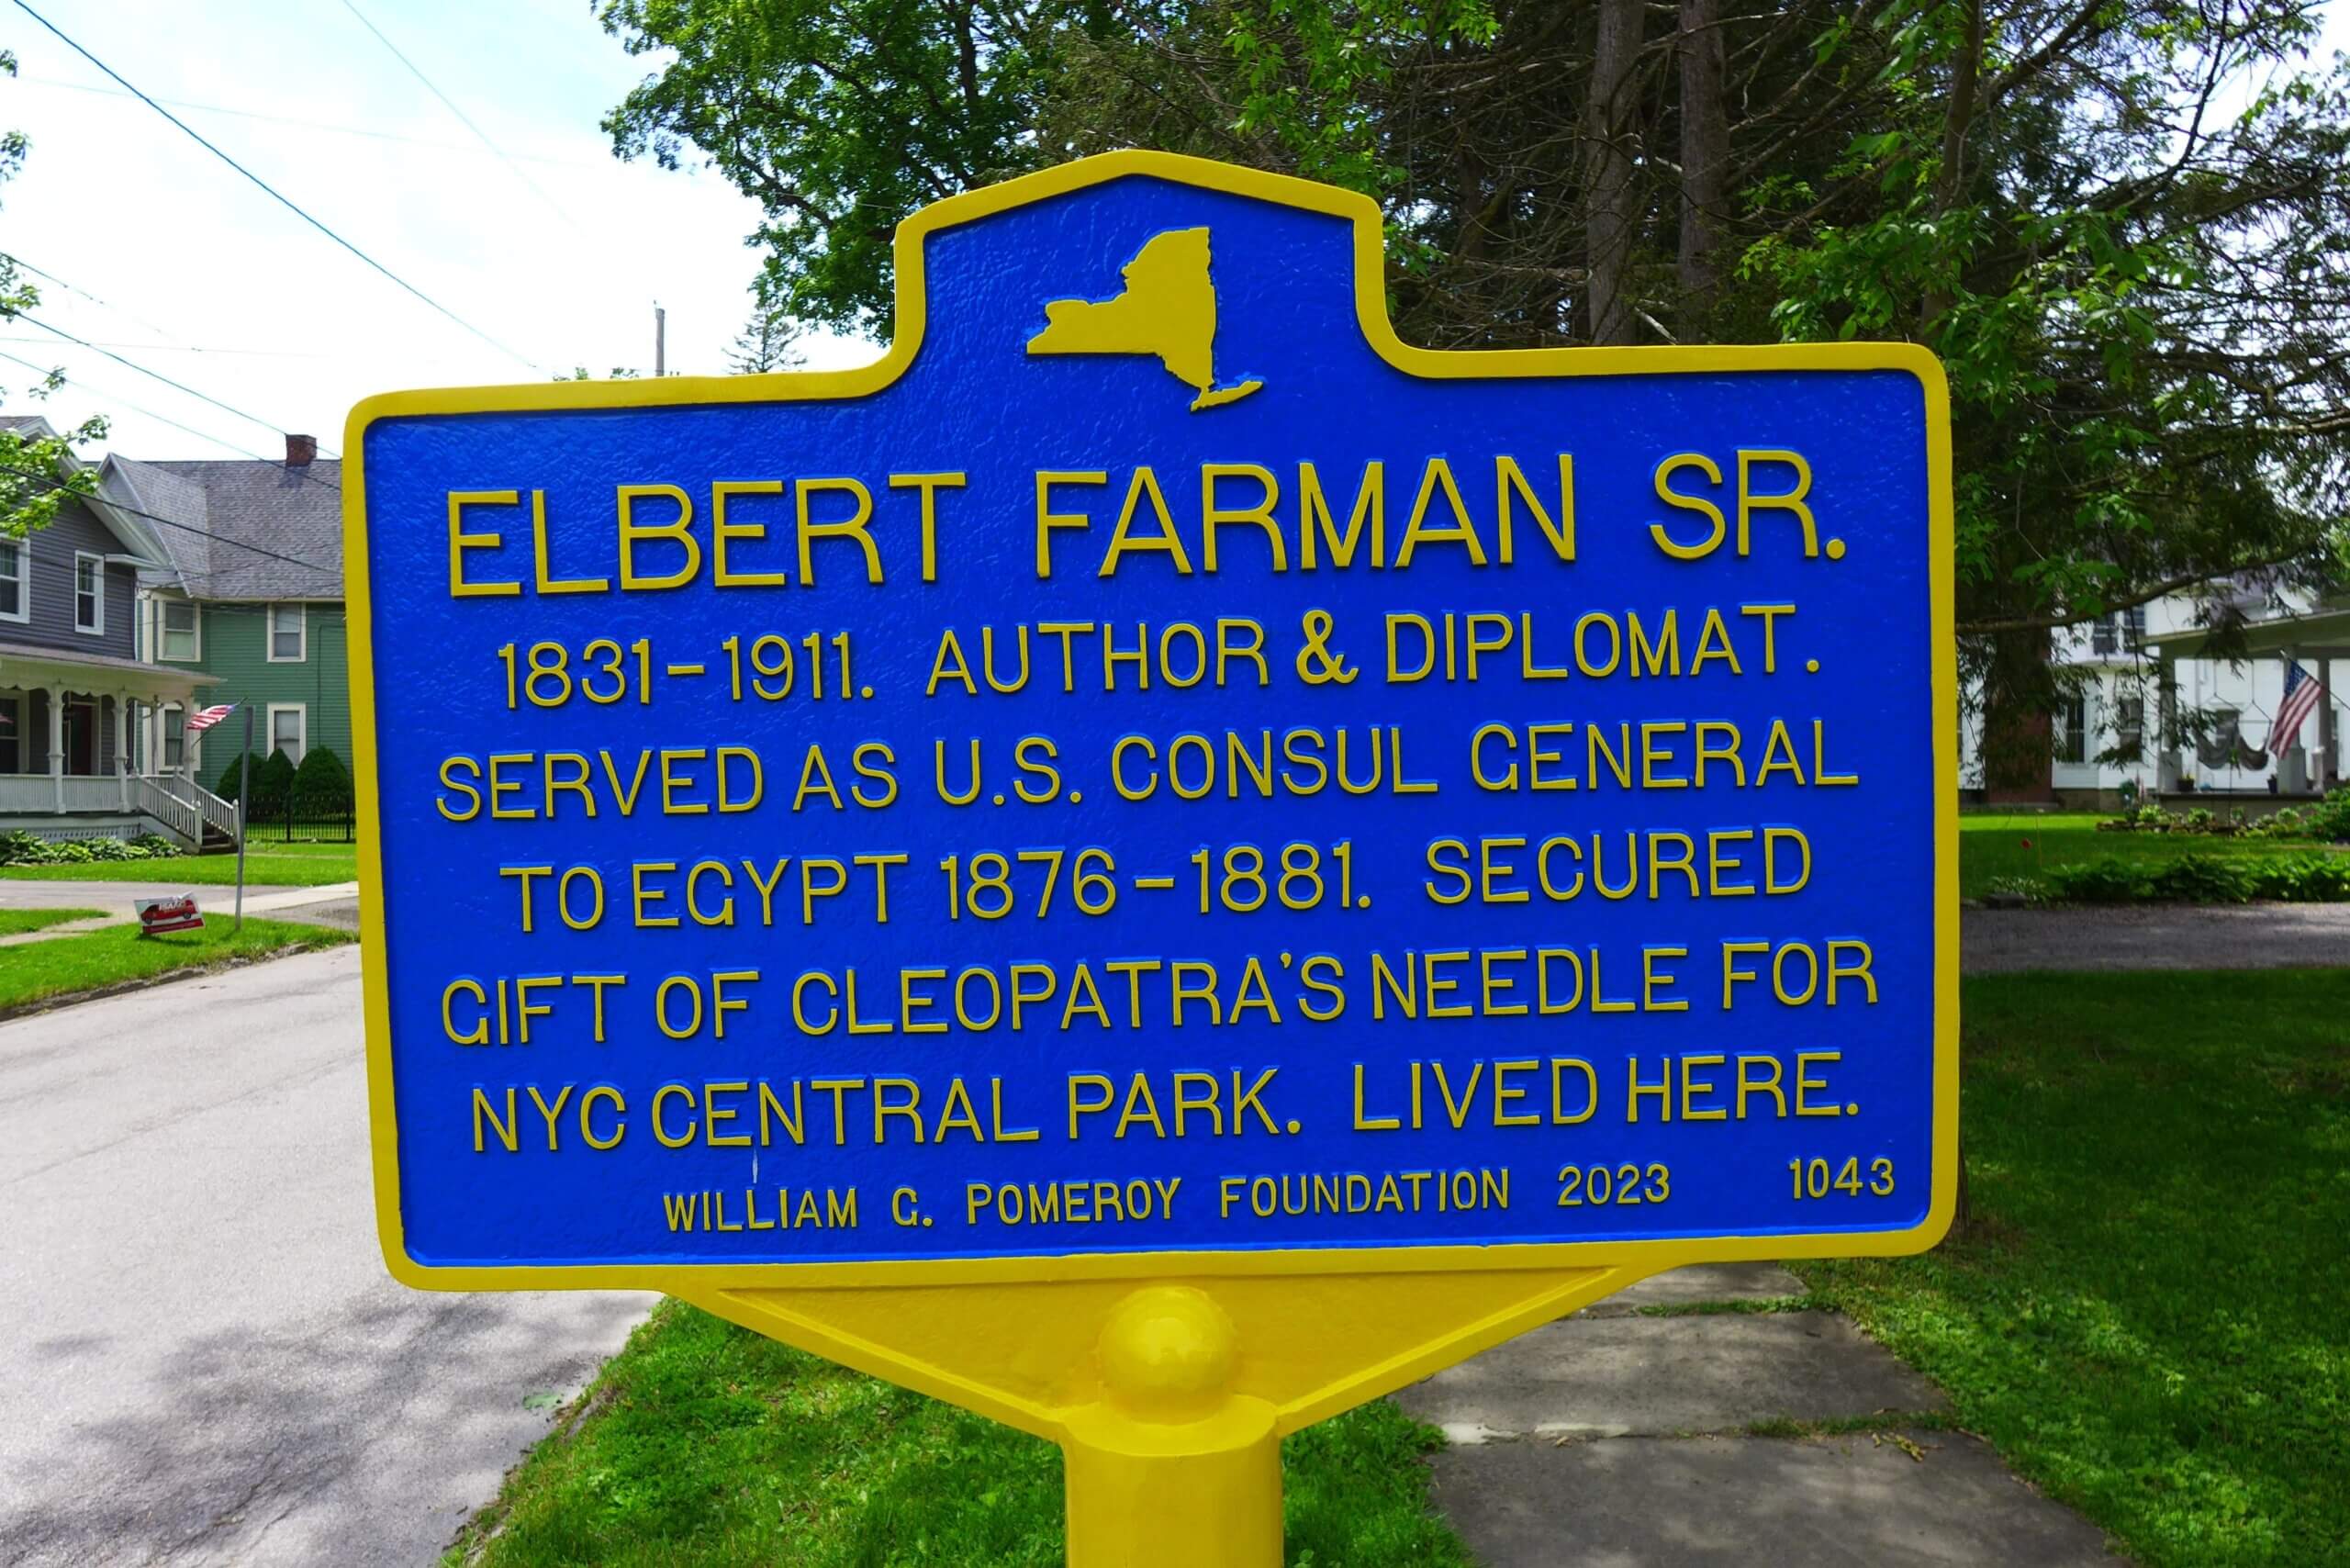 ELBERT FARMAN SR.
1831-1911. AUTHOR & DIPLOMAT.
SERVED AS U.S. CONSUL GENERAL
TO EGYPT 1876-1881. SECURED
GIFT OF CLEOPATRA'S NEEDLE FOR
NYC CENTRAL PARK. LIVED HERE.
WILLIAM G. POMEROY FOUNDATION 2023 1043